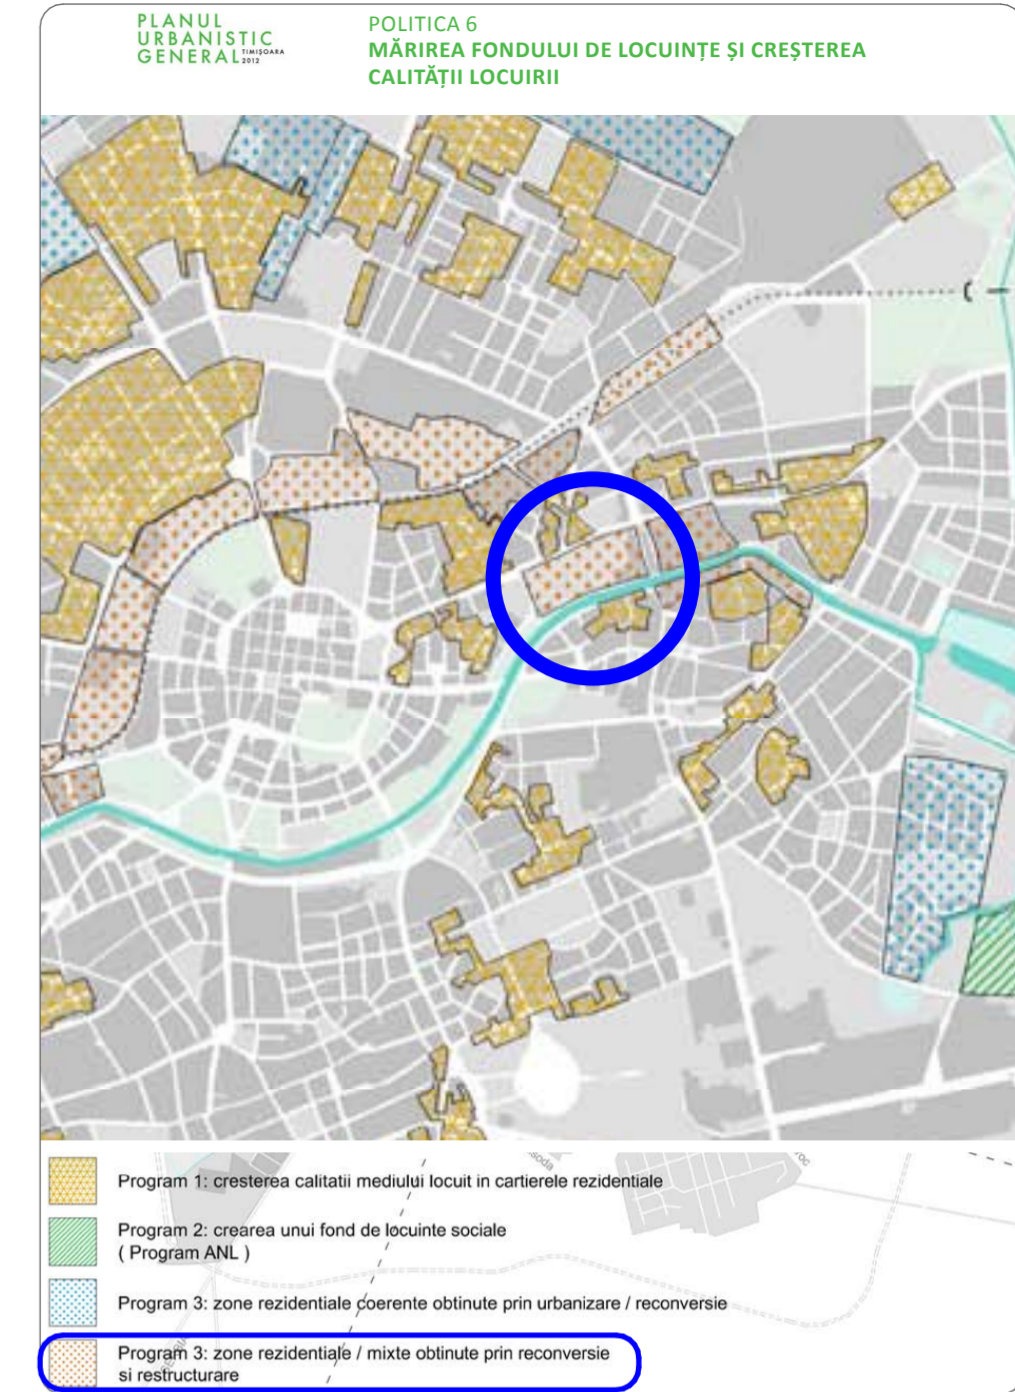 PLANUL
URBANISTIC
GENERAL TIMIȘOARA
2012
POLITICA 6
MĂRIREA FONDULUI DE LOCUINȚE ȘI CREȘTEREA
CALITĂȚII LOCUIRII
Program 1: cresterea calitatii mediului locuit in cartierele rezidentiale
Program 2: crearea unui fond de locuinte sociale
( Program ANL )
Program 3: zone rezidentiale coerente obtinute prin urbanizare / reconversie
Program 3: zone rezidentiale / mixte obtinute prin reconversie
si restructurare